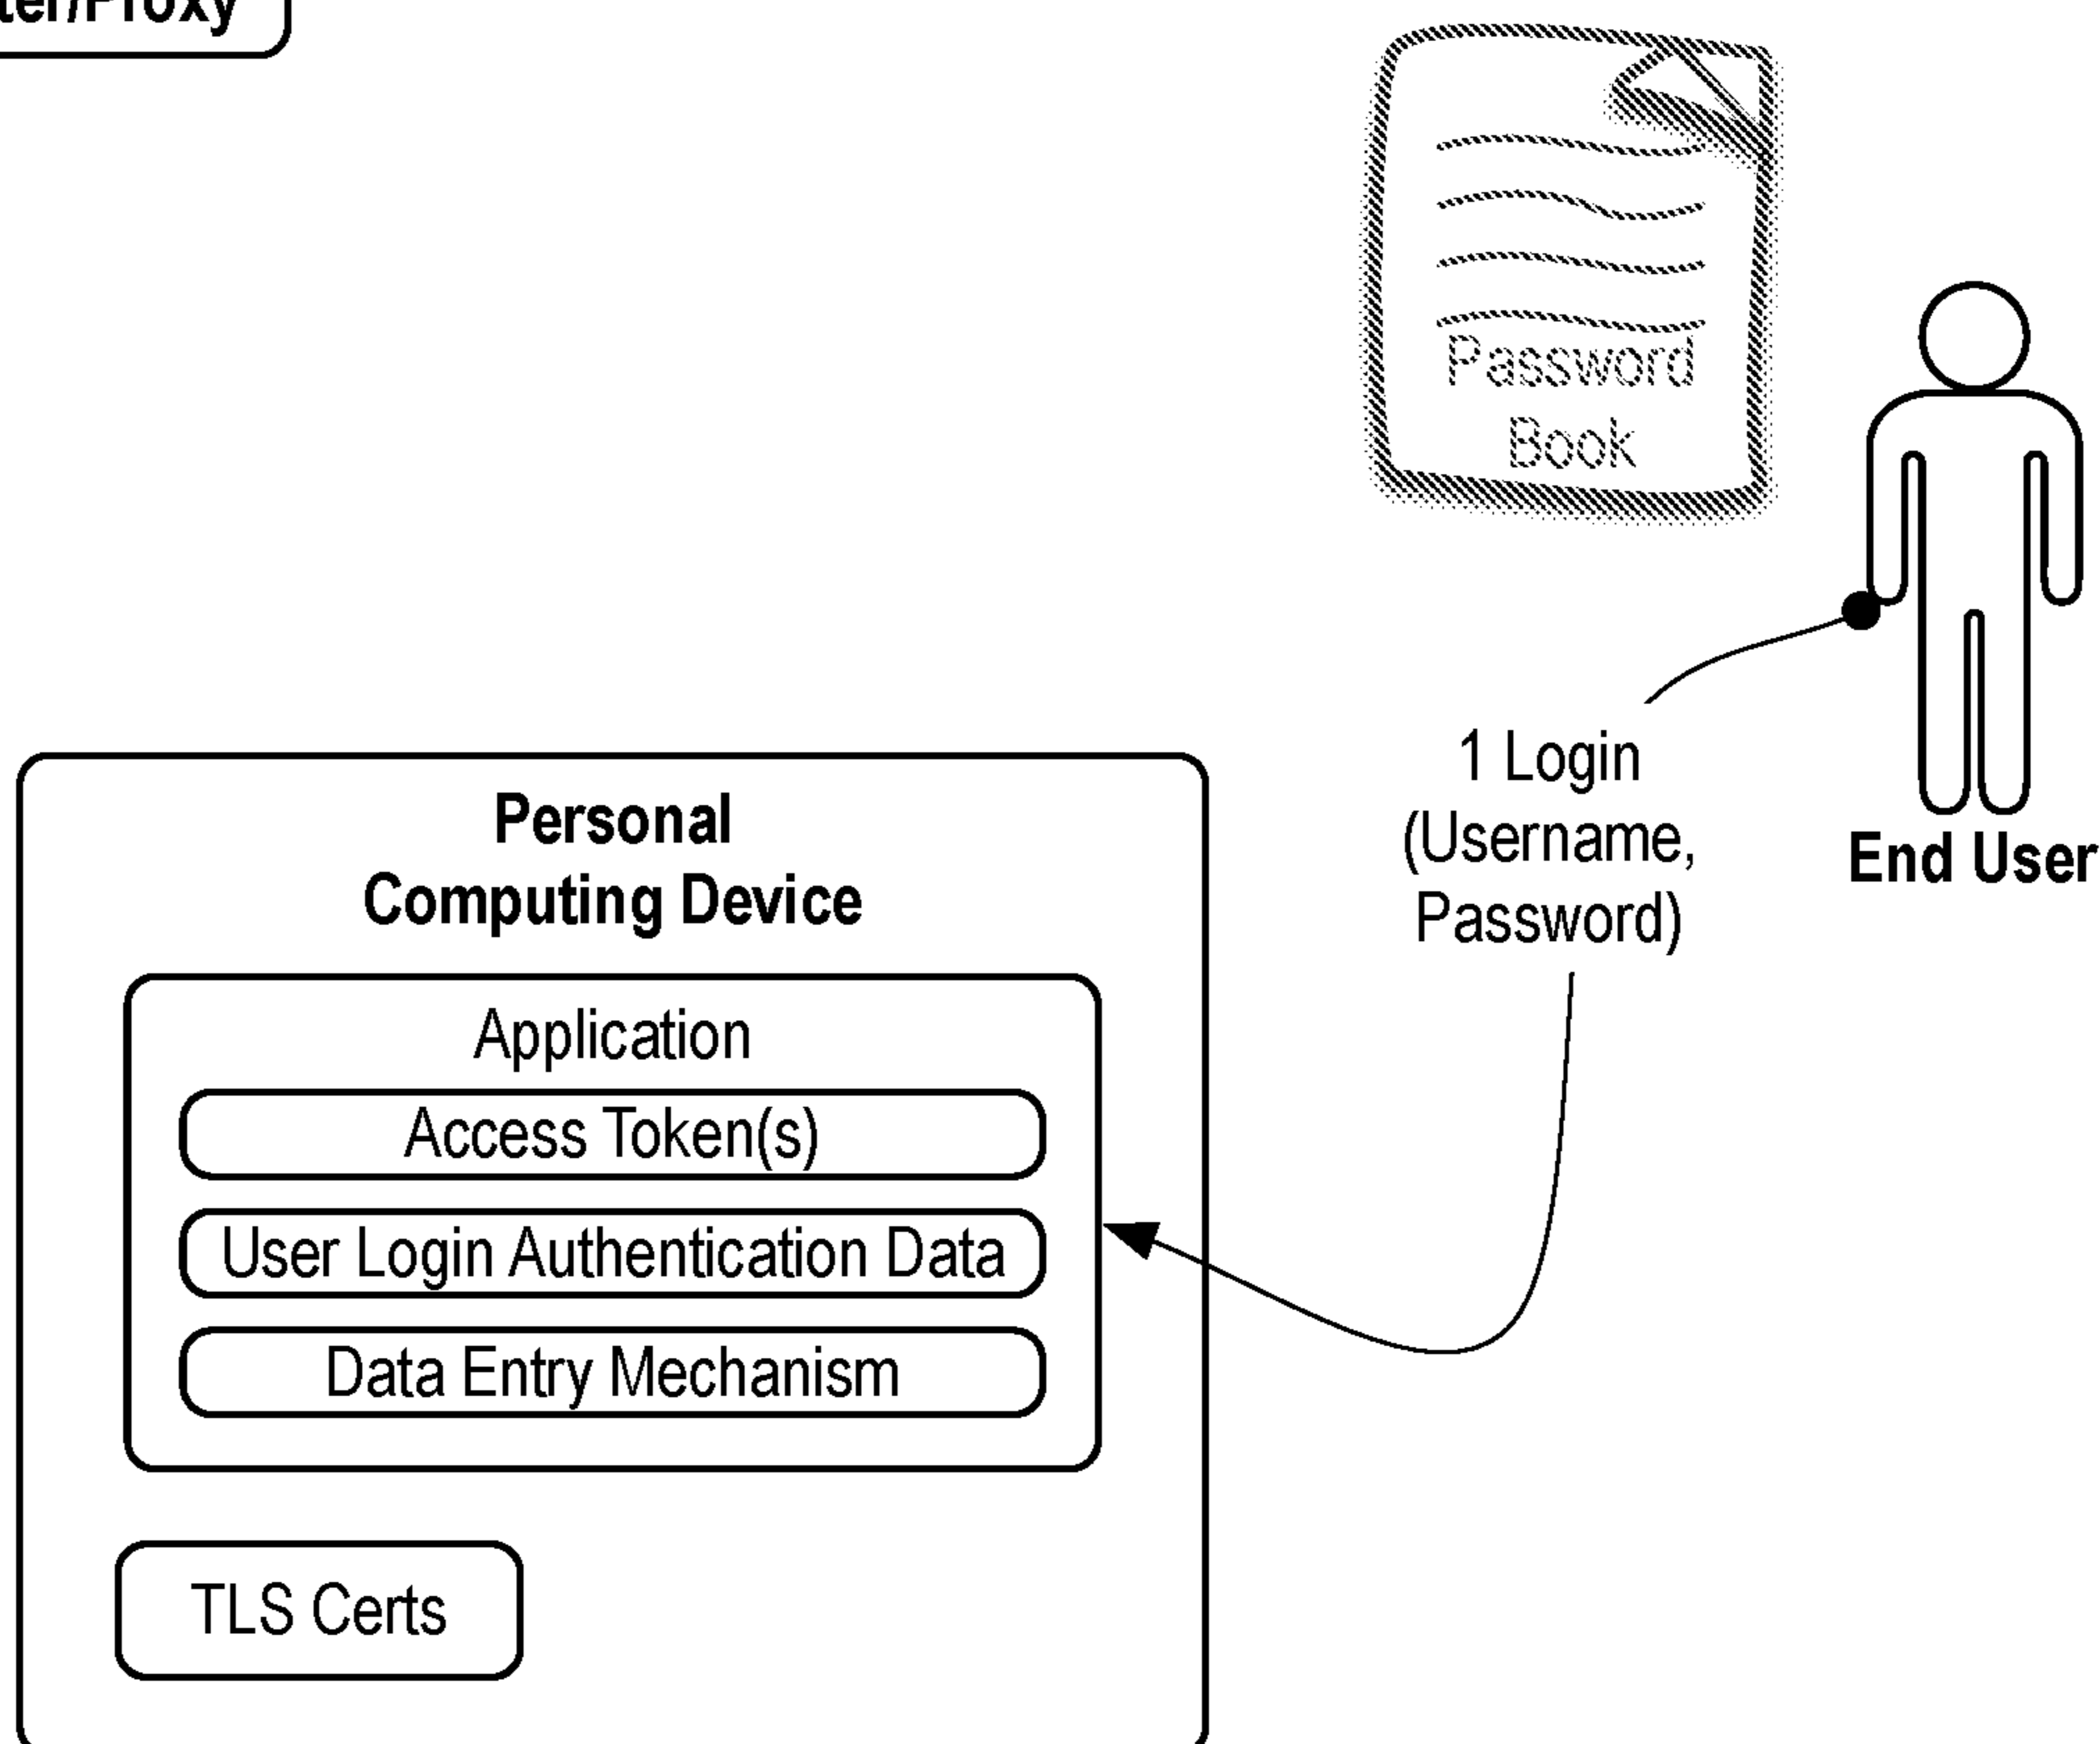 Proxy
Password
Book
1 Login
(Username,
Password)
End User
Personal
Computing Device
Application
Access Token(s)
User Login Authentication Data
Data Entry Mechanism
TLS Certs